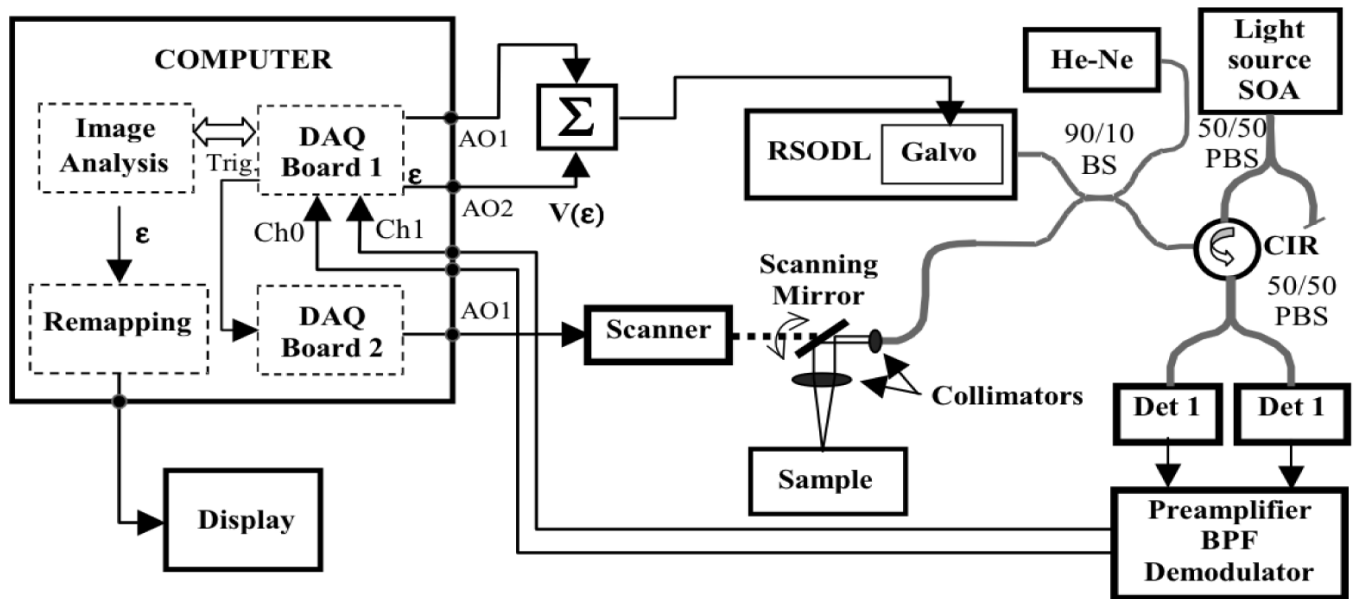 COMPUTER
Image
Analysis
Trig.
DAQ
Board 1
ε
AO1
Σ
AO2
V(ε)
Ch0
Ch1
ε
Remapping
DAQ
Board 2
AO1
Display
Scanner
Scanning
Mirror
Collimators
Sample
RSODL
Galvo
He-Ne
90/10
BS
Light
source
SOA
50/50
PBS
CIR
50/50
PBS
Det 1
Det 1
Preamplifier
BPF
Demodulator